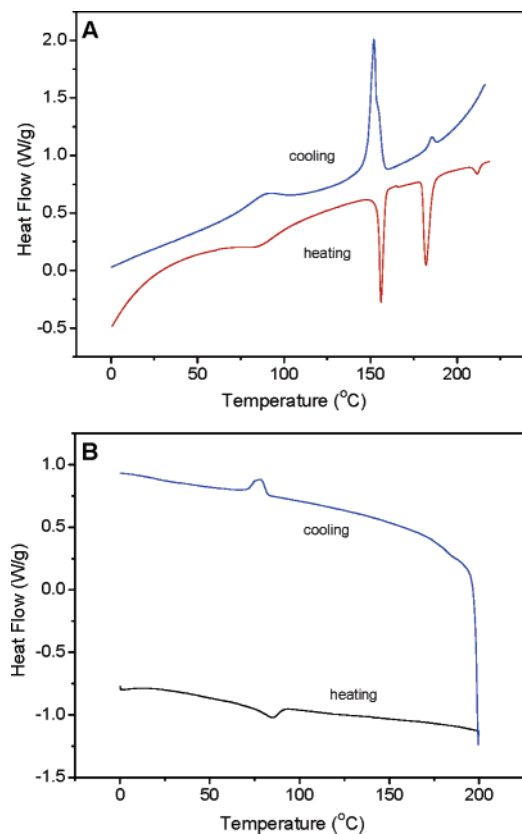 A
2.0
1.5
1.0
0.5
0.0
-0.5
Heat Flow (W/g)
cooling
heating
0 50 100 150 200
Temperature (°C)
B
1.0
0.5
0.0
-0.5
-1.0
-1.5
Heat Flow (W/g)
cooling
heating
0 50 100 150 200
Temperature (°C)